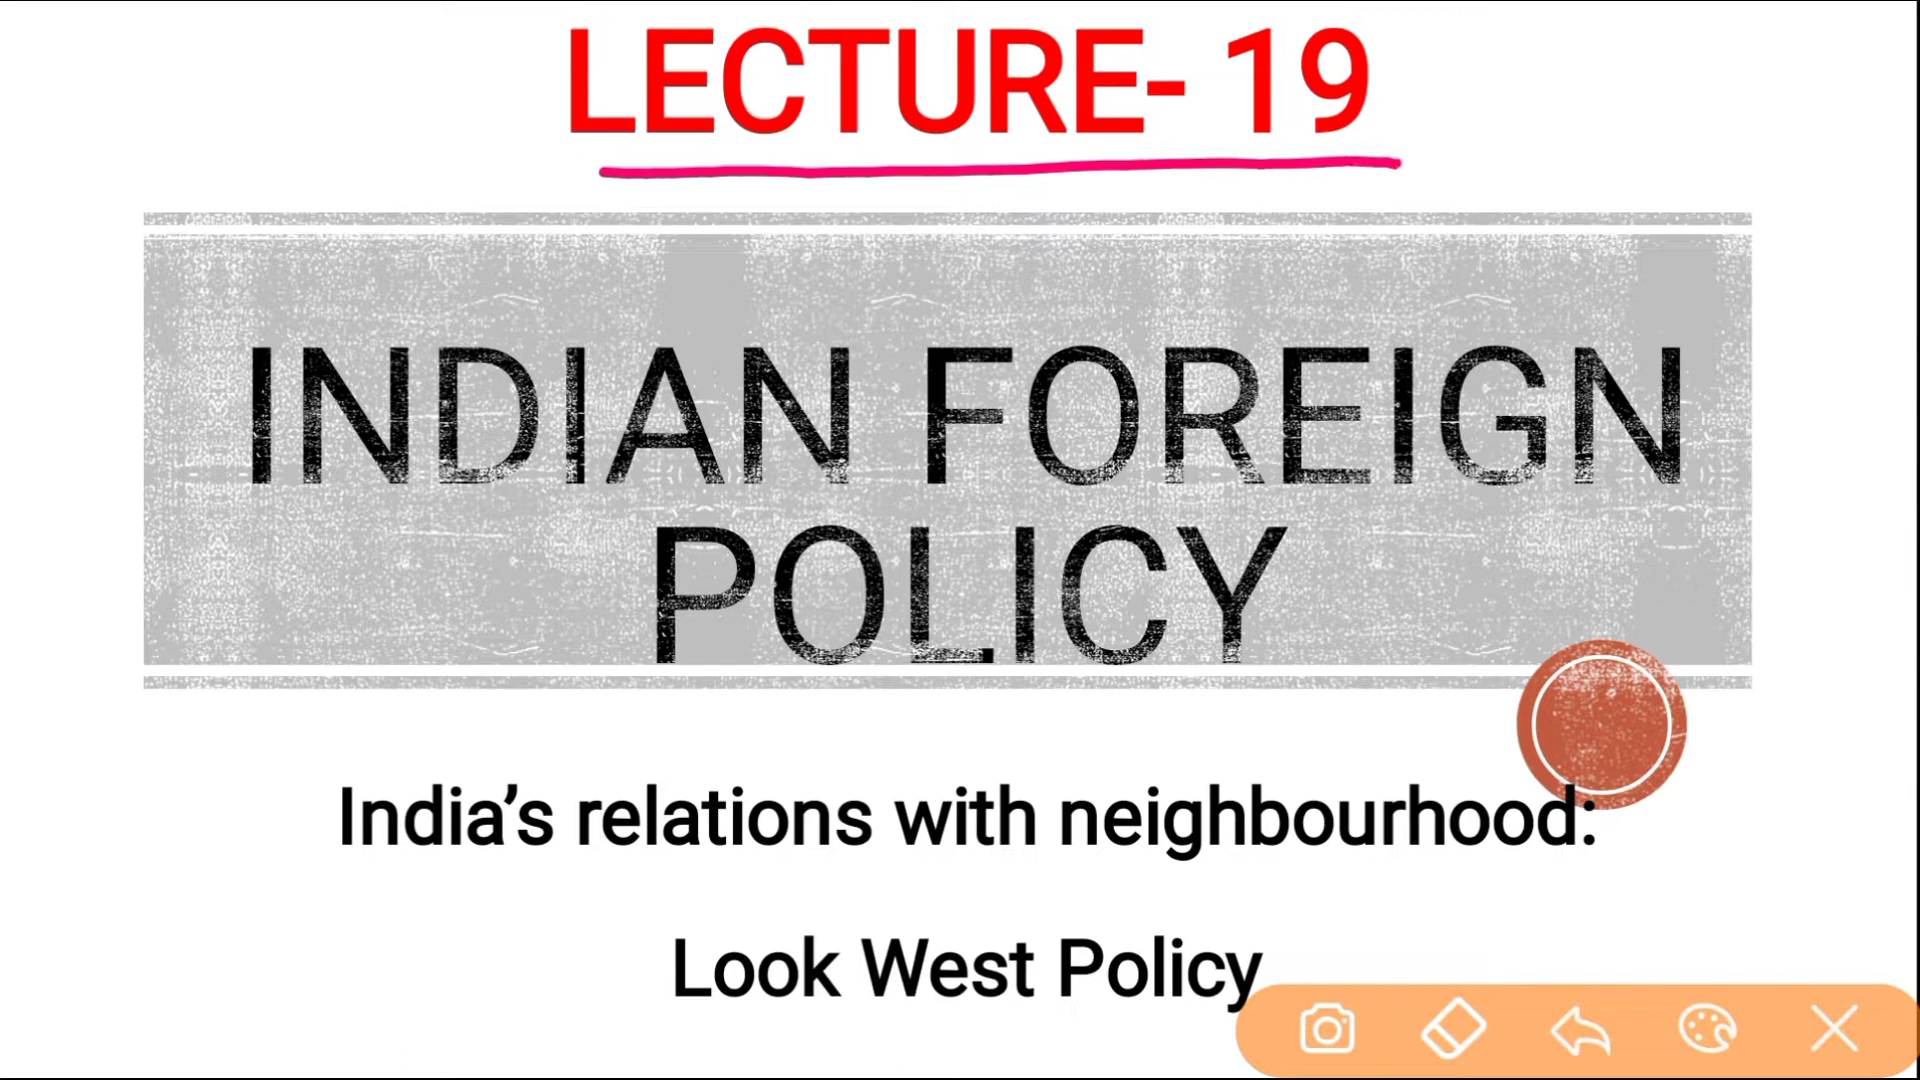 LECTURE- 19
INDIAN FOREIGN
POLICY
India’s relations with neighbourhood:
Look West Policy